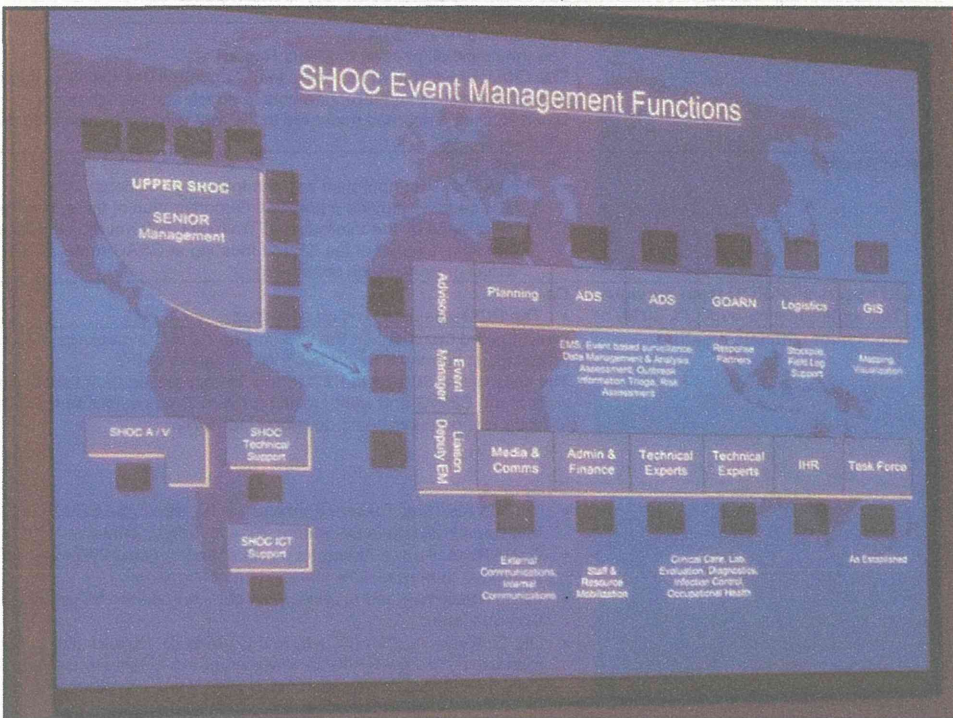 SHOC Event Management Functions
UPPER SHOC
SENIOR
Management
Advisors
Event
Manager
Liaison
Deputy EM
Planning
ADS
ADS
GOARN
Logistics
GIS
EMS, Event based surveillance,
Data Management & Analysis,
Assessment, Outbreak
Information Triage, Risk
Assessment
Response
Partners
Stockpile,
Field Log
Support
Mapping,
Visualization
SHOC A / V
SHOC
Technical
Support
SHOC ICT
Support
Media &
Comms
Admin &
Finance
Technical
Experts
Technical
Experts
IHR
Task Force
External
Communications,
Internal
Communications
Staff &
Resource
Mobilization
Clinical Care, Lab,
Evaluation, Diagnostics,
Infection Control,
Occupational Health
As Established